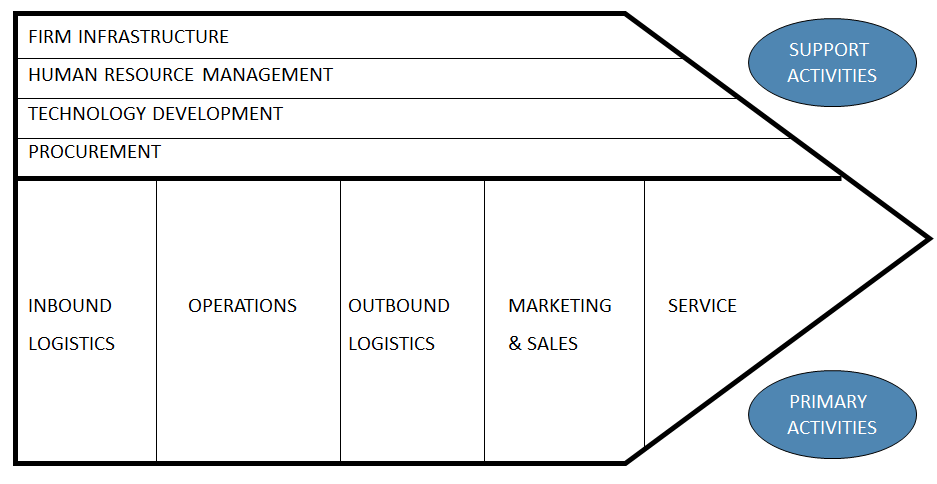 FIRM INFRASTRUCTURE
HUMAN RESOURCE MANAGEMENT
TECHNOLOGY DEVELOPMENT
PROCUREMENT
SUPPORT
ACTIVITIES
INBOUND
LOGISTICS
OPERATIONS
OUTBOUND
LOGISTICS
MARKETING
& SALES
SERVICE
PRIMARY
ACTIVITIES